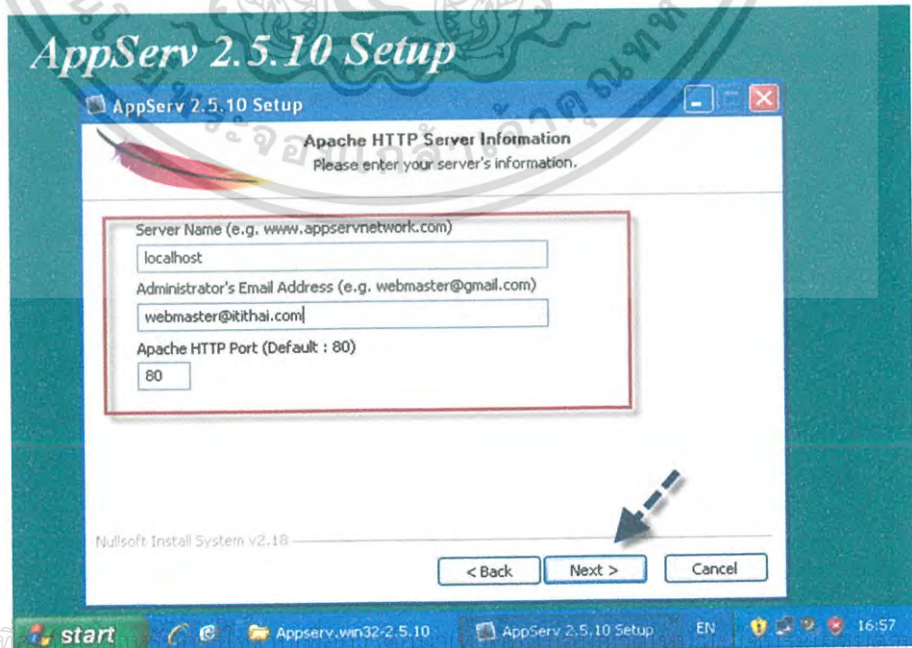 AppServ 2.5.10 Setup
AppServ 2.5.10 Setup
Apache HTTP Server Information
Please enter your server's information.
Server Name (e.g. www.appservnetwork.com)
localhost
Administrator's Email Address (e.g. webmaster@gmail.com)
webmaster@itithai.com
Apache HTTP Port (Default : 80)
80
Nullsoft Install System v2.18
< Back
Next >
Cancel
start
Appserv.win32-2.5.10
AppServ 2.5.10 Setup
EN
16:57